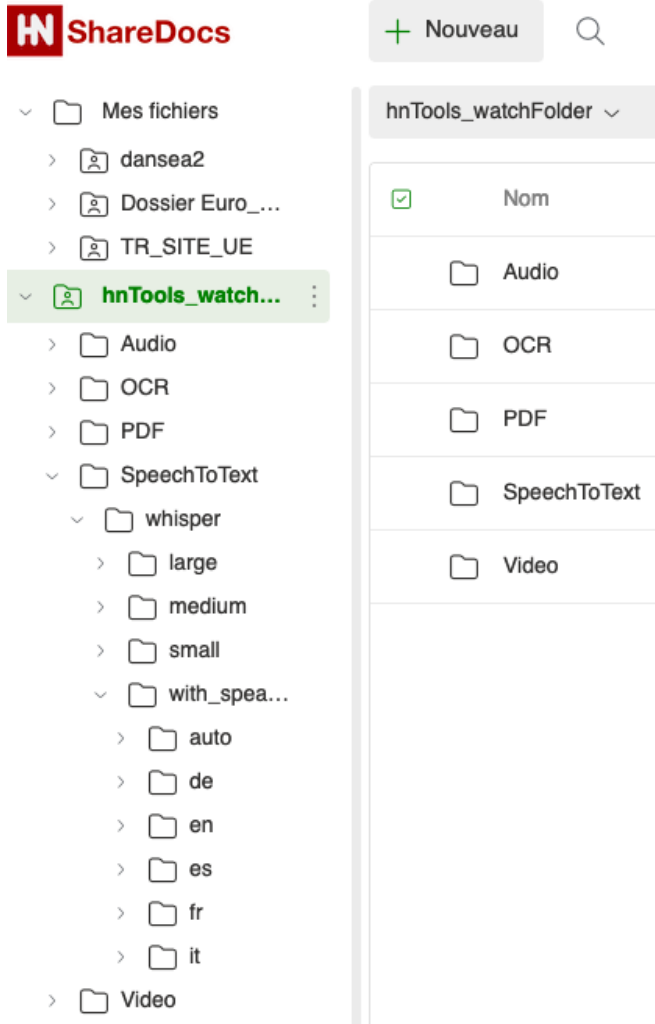 HN ShareDocs
Mes fichiers
dansea2
Dossier Euro_...
TR_SITE_UE
hnTools_watch...
Audio
OCR
PDF
SpeechToText
whisper
large
medium
small
with_spea...
auto
de
en
es
fr
it
Video
+ Nouveau
hnTools_watchFolder
Nom
Audio
OCR
PDF
SpeechToText
Video